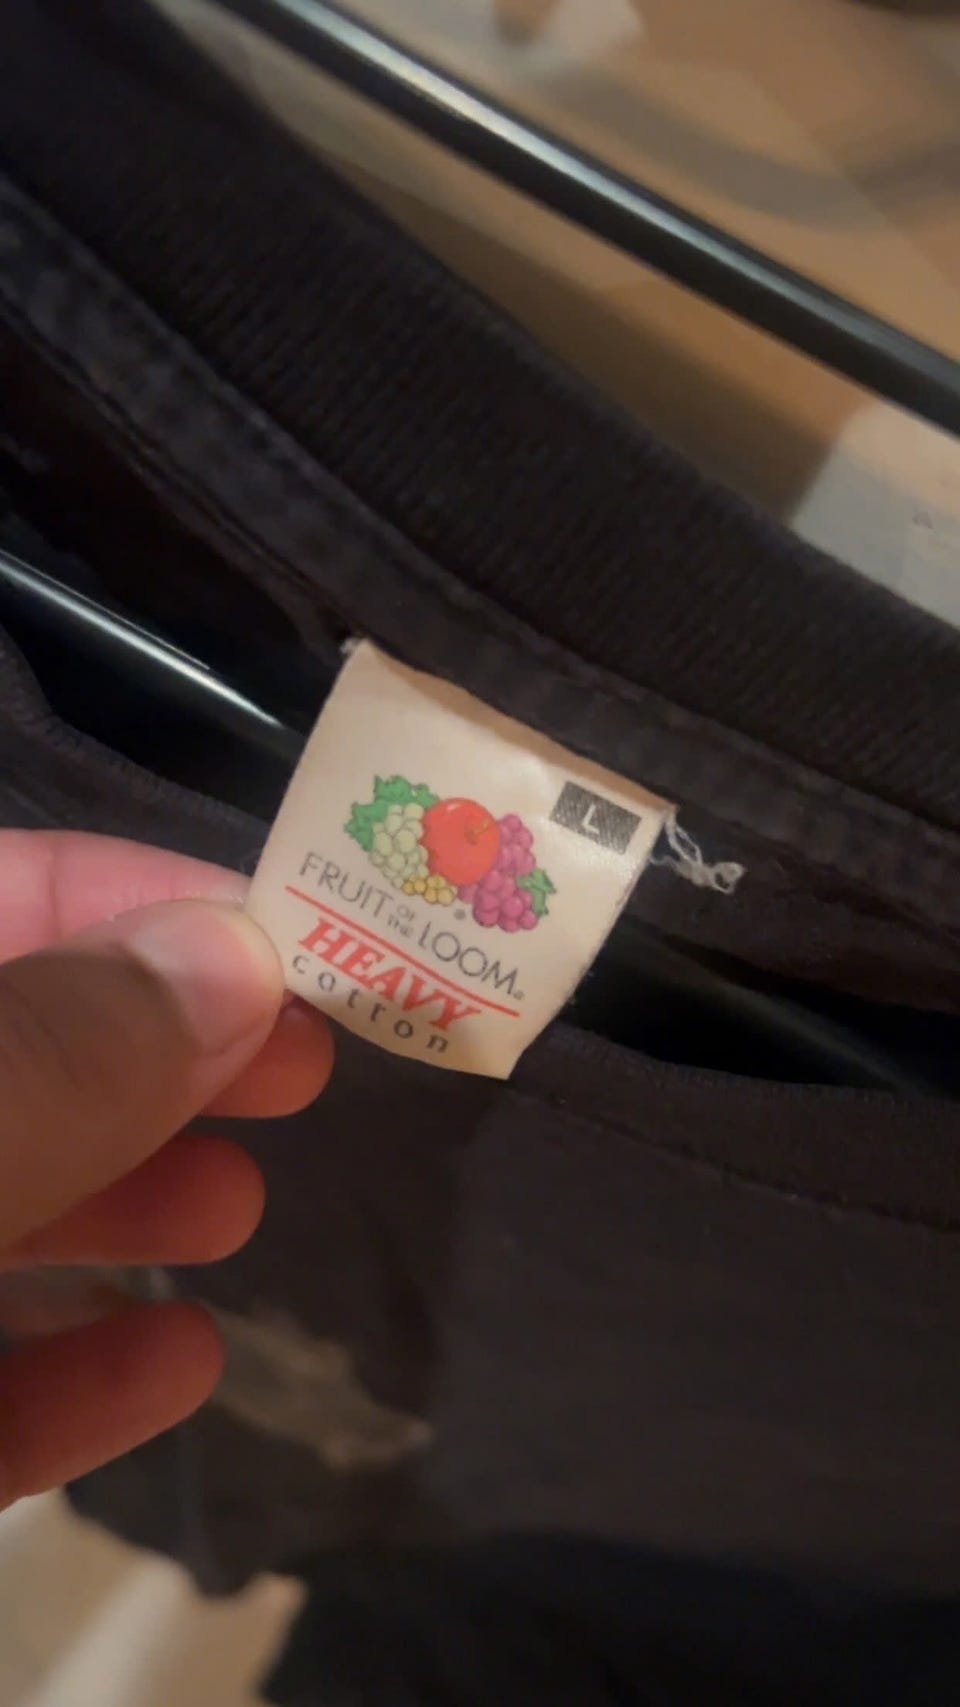 L
FRUIT OF THE LOOM®
HEAVY
cotton